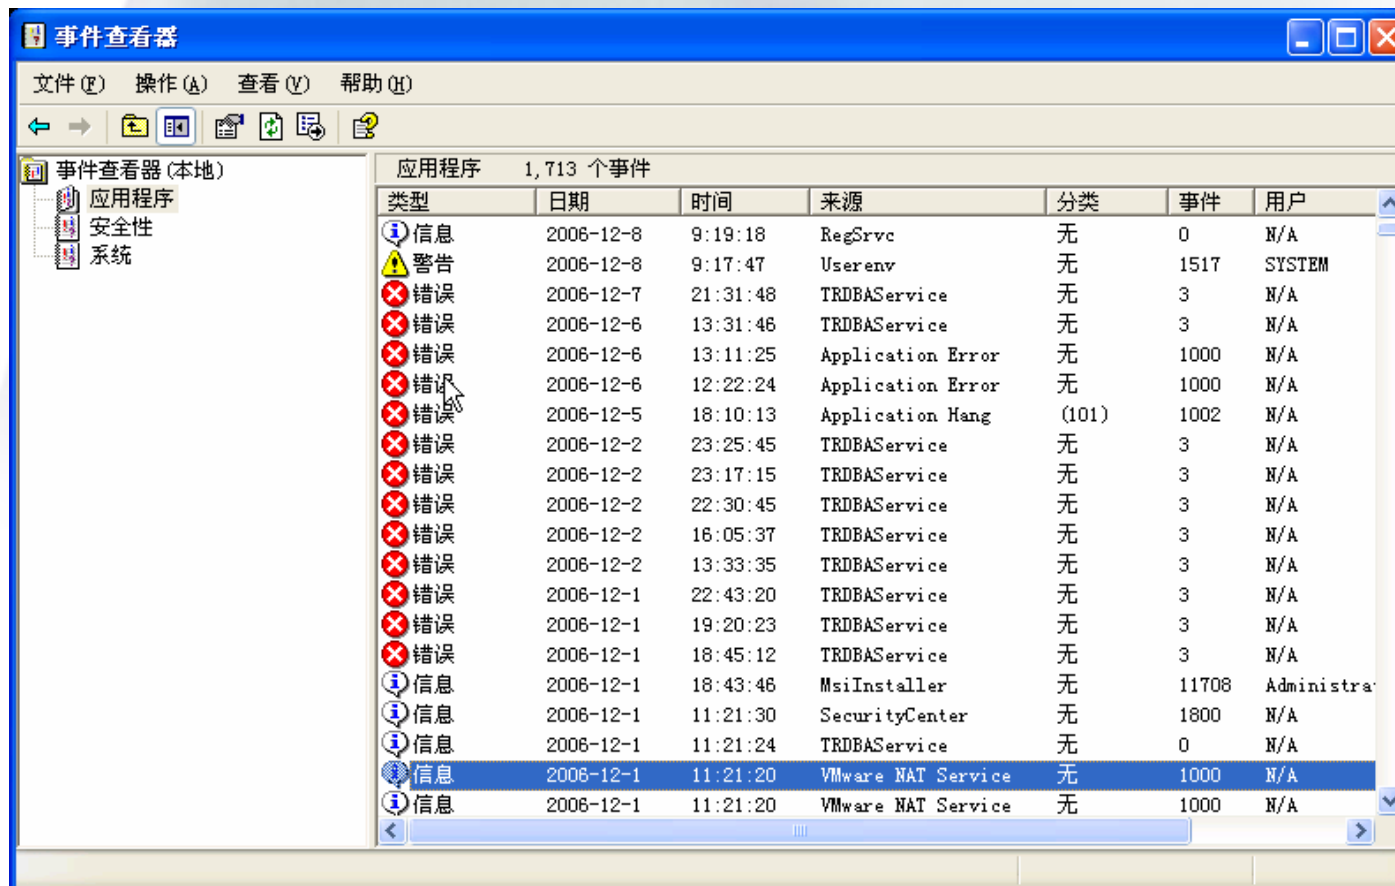 事件查看器
文件(F) 操作(A) 查看(V) 帮助(H)
事件查看器(本地)
应用程序
安全性
系统
应用程序 1,713 个事件
类型 日期 时间 来源 分类 事件 用户
信息 2006-12-8 9:19:18 RegSrvc 无 0 N/A
警告 2006-12-8 9:17:47 Userenv 无 1517 SYSTEM
错误 2006-12-7 21:31:48 TRDBAService 无 3 N/A
错误 2006-12-6 13:31:46 TRDBAService 无 3 N/A
错误 2006-12-6 13:11:25 Application Error 无 1000 N/A
错误 2006-12-6 12:22:24 Application Error 无 1000 N/A
错误 2006-12-5 18:10:13 Application Hang (101) 1002 N/A
错误 2006-12-2 23:25:45 TRDBAService 无 3 N/A
错误 2006-12-2 23:17:15 TRDBAService 无 3 N/A
错误 2006-12-2 22:30:45 TRDBAService 无 3 N/A
错误 2006-12-2 16:05:37 TRDBAService 无 3 N/A
错误 2006-12-2 13:33:35 TRDBAService 无 3 N/A
错误 2006-12-1 22:43:20 TRDBAService 无 3 N/A
错误 2006-12-1 19:20:23 TRDBAService 无 3 N/A
错误 2006-12-1 18:45:12 TRDBAService 无 3 N/A
信息 2006-12-1 18:43:46 MsiInstaller 无 11708 Administra
信息 2006-12-1 11:21:30 SecurityCenter 无 1800 N/A
信息 2006-12-1 11:21:24 TRDBAService 无 0 N/A
信息 2006-12-1 11:21:20 VMware NAT Service 无 1000 N/A
信息 2006-12-1 11:21:20 VMware NAT Service 无 1000 N/A